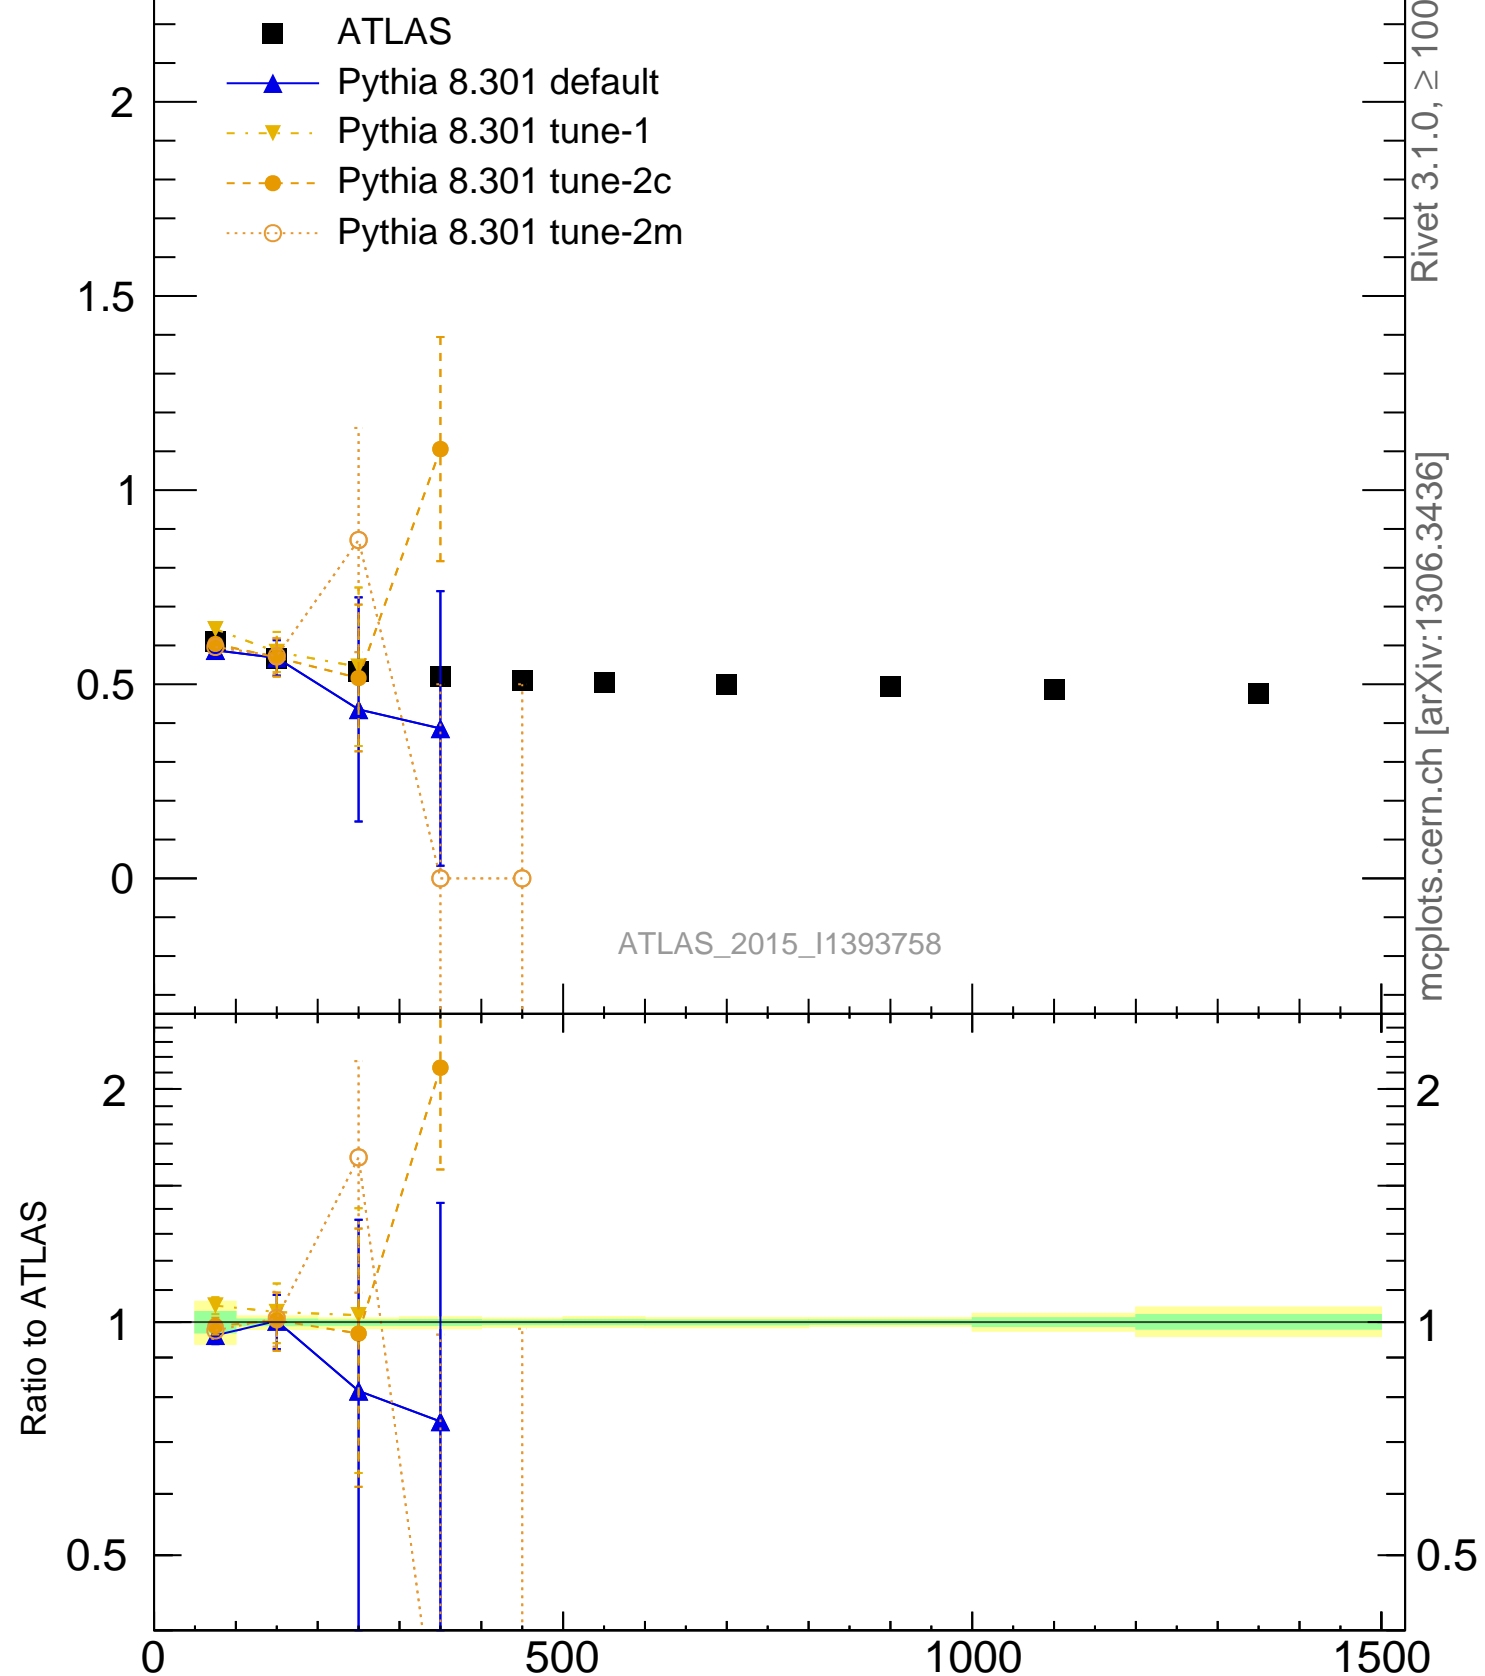 ATLAS
Pythia 8.301 default
Pythia 8.301 tune-1
Pythia 8.301 tune-2c
Pythia 8.301 tune-2m
2
1.5
1
0.5
0
ATLAS_2015_I1393758
Rivet 3.1.0, ≥ 100
mcplots.cern.ch [arXiv:1306.3436]
Ratio to ATLAS
2
1
0.5
2
1
0.5
0
500
1000
1500